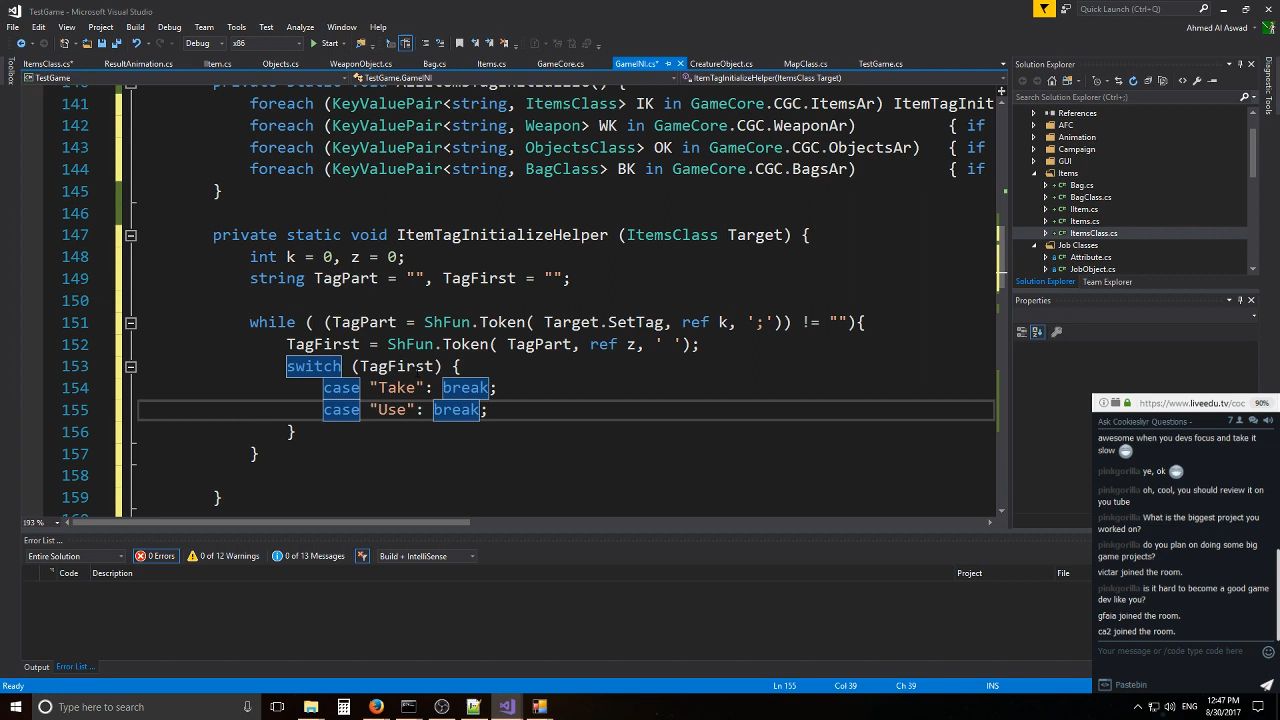 TestGame - Microsoft Visual Studio
Quick Launch (Ctrl+Q)
File Edit View Project Build Debug Team Tools Test Analyze Window Help
Ahmed Al Aswad
Debug x86 Start
ItemsClass.cs* ResultAnimation.cs IItem.cs Objects.cs WeaponObject.cs Bag.cs Items.cs GameCore.cs GameINI.cs* CreatureObject.cs MapClass.cs TestGame.cs
TestGame TestGame.GameINI ItemTagInitializeHelper(ItemsClass Target)
Toolbox
141 foreach (KeyValuePair<string, ItemsClass> IK in GameCore.CGC.ItemsAr) ItemTagInit
142 foreach (KeyValuePair<string, Weapon> WK in GameCore.CGC.WeaponAr) { if
143 foreach (KeyValuePair<string, ObjectsClass> OK in GameCore.CGC.ObjectsAr) { if
144 foreach (KeyValuePair<string, BagClass> BK in GameCore.CGC.BagsAr) { if
145 }
146
147 private static void ItemTagInitializeHelper (ItemsClass Target) {
148 int k = 0, z = 0;
149 string TagPart = "", TagFirst = "";
150
151 while ( (TagPart = ShFun.Token( Target.SetTag, ref k, ';')) != ""){
152 TagFirst = ShFun.Token( TagPart, ref z, ' ');
153 switch (TagFirst) {
154 case "Take": break;
155 case "Use": break;
156 }
157 }
158
159 }
193 %
Solution Explorer
Search Solution Explorer (Ctrl+;)
References
AFC
Animation
Campaign
GUI
Items
Bag.cs
BagClass.cs
IItem.cs
Items.cs
ItemsClass.cs
Job Classes
Attribute.cs
JobObject.cs
Solution Explorer Team Explorer
Properties
Diagnostic Tools
Error List ...
Entire Solution 0 Errors 0 of 12 Warnings 0 of 13 Messages Build + IntelliSense
Code Description Project File
Output Error List ...
Ready Ln 155 Col 39 Ch 39 INS
https://www.liveedu.tv/coc 90%
Ask Cookieslyr Questions - 7
awesome when you devs focus and take it
slow
pinkgorilla ye, ok
pinkgorilla oh, cool, you should review it on
you tube
pinkgorilla What is the biggest project you
worked on?
pinkgorilla do you plan on doing some big
game projects?
victar joined the room.
pinkgorilla is it hard to become a good game
dev like you?
gfaia joined the room.
ca2 joined the room.
Your message or /code type code here
Pastebin
Type here to search
ENG
12:47 PM
8/30/2017